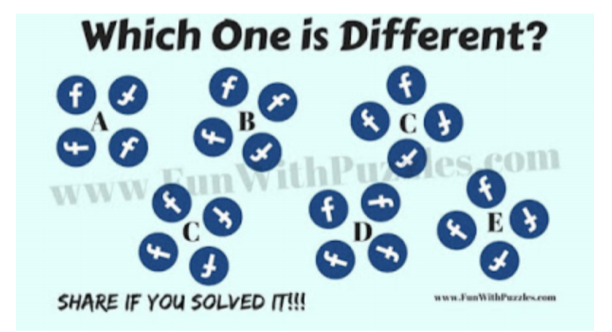 Which One is Different?
A
B
C
www.FunWithPuzzles.com
C
D
E
SHARE IF YOU SOLVED IT!!!
www.FunWithPuzzles.com